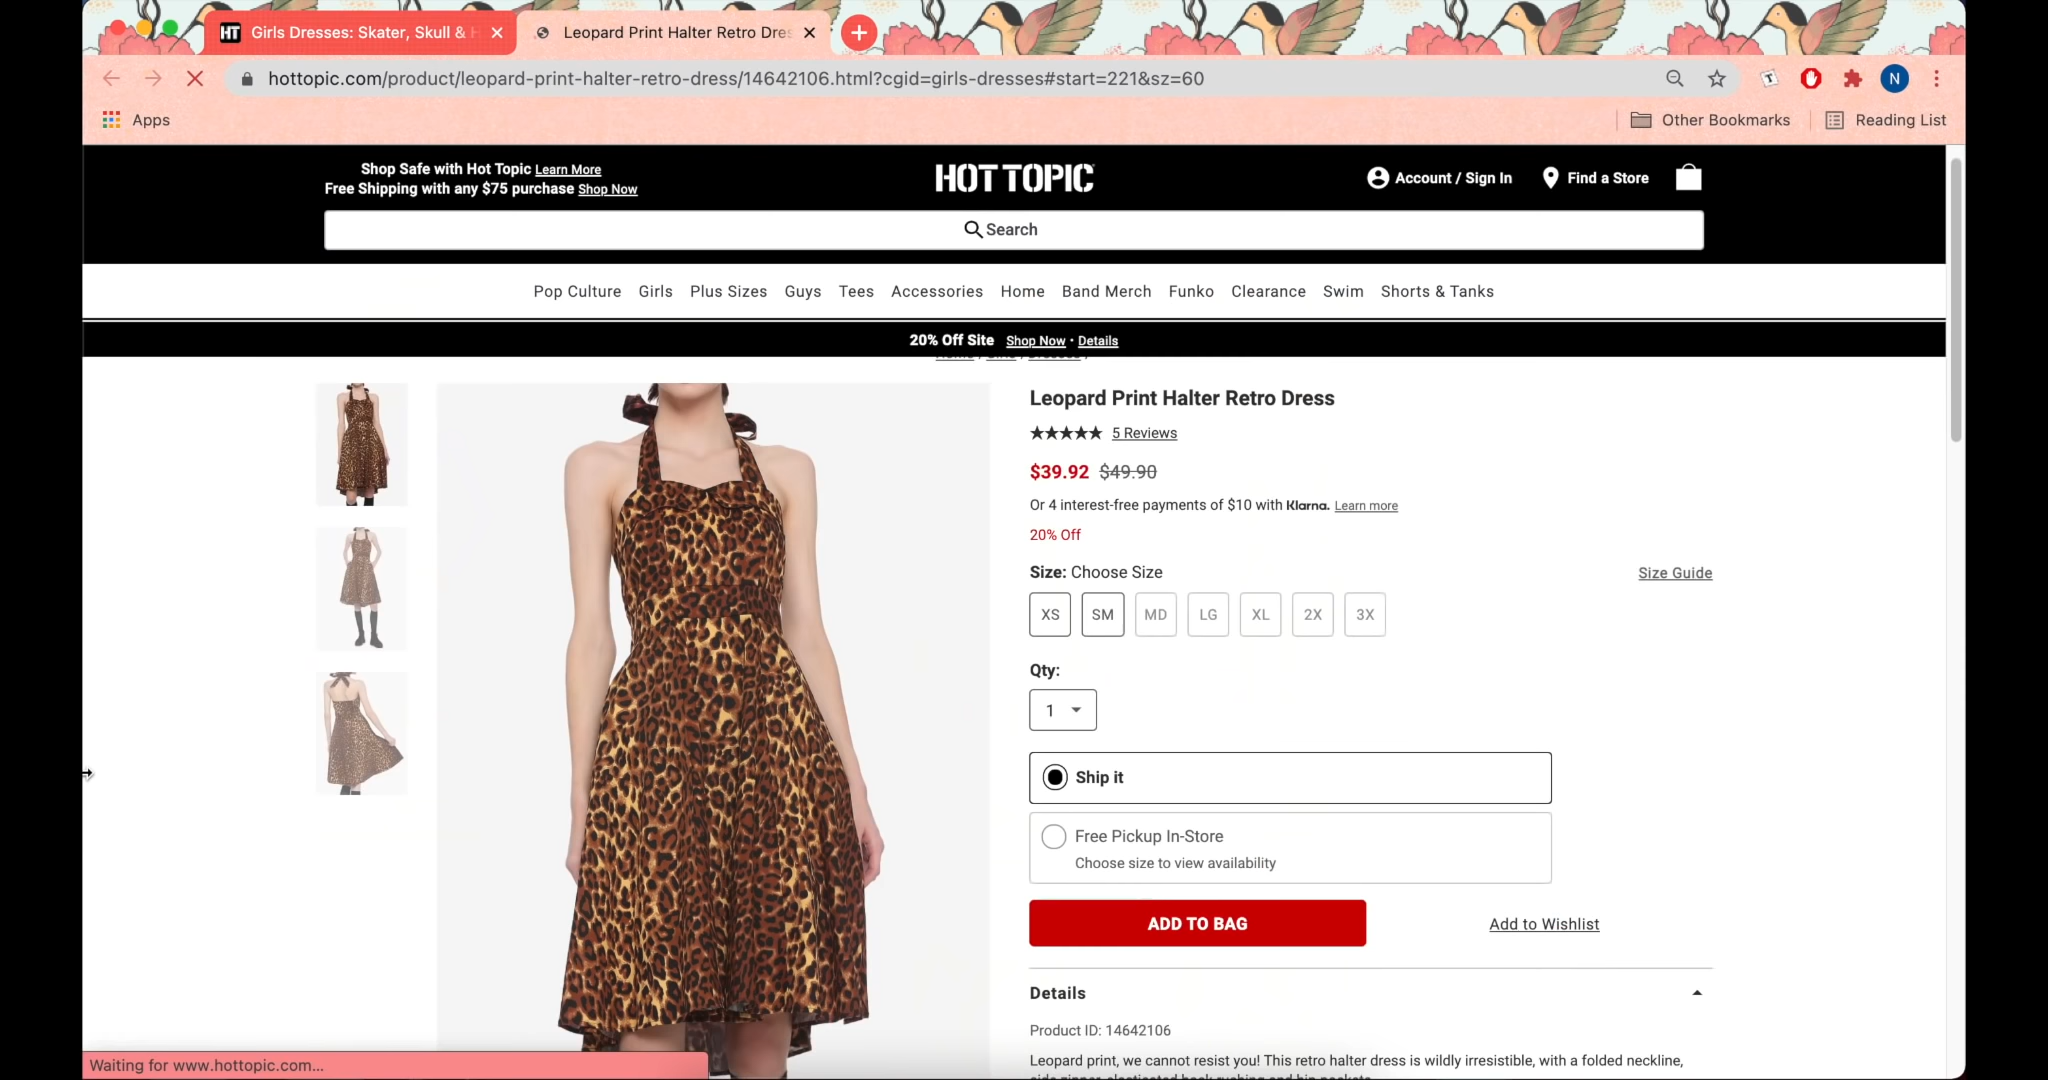 HT Girls Dresses: Skater, Skull & H
Leopard Print Halter Retro Dres
hottopic.com/product/leopard-print-halter-retro-dress/14642106.html?cgid=girls-dresses#start=221&sz=60
N
Apps
Other Bookmarks
Reading List
Shop Safe with Hot Topic Learn More
Free Shipping with any $75 purchase Shop Now
HOT TOPIC
Account / Sign In
Find a Store
Search
Pop Culture Girls Plus Sizes Guys Tees Accessories Home Band Merch Funko Clearance Swim Shorts & Tanks
20% Off Site Shop Now · Details
Leopard Print Halter Retro Dress
★★★★★ 5 Reviews
$39.92 $49.90
Or 4 interest-free payments of $10 with Klarna. Learn more
20% Off
Size: Choose Size
Size Guide
XS SM MD LG XL 2X 3X
Qty:
1
Ship it
Free Pickup In-Store
Choose size to view availability
ADD TO BAG
Add to Wishlist
Details
Product ID: 14642106
Leopard print, we cannot resist you! This retro halter dress is wildly irresistible, with a folded neckline,
Waiting for www.hottopic.com...